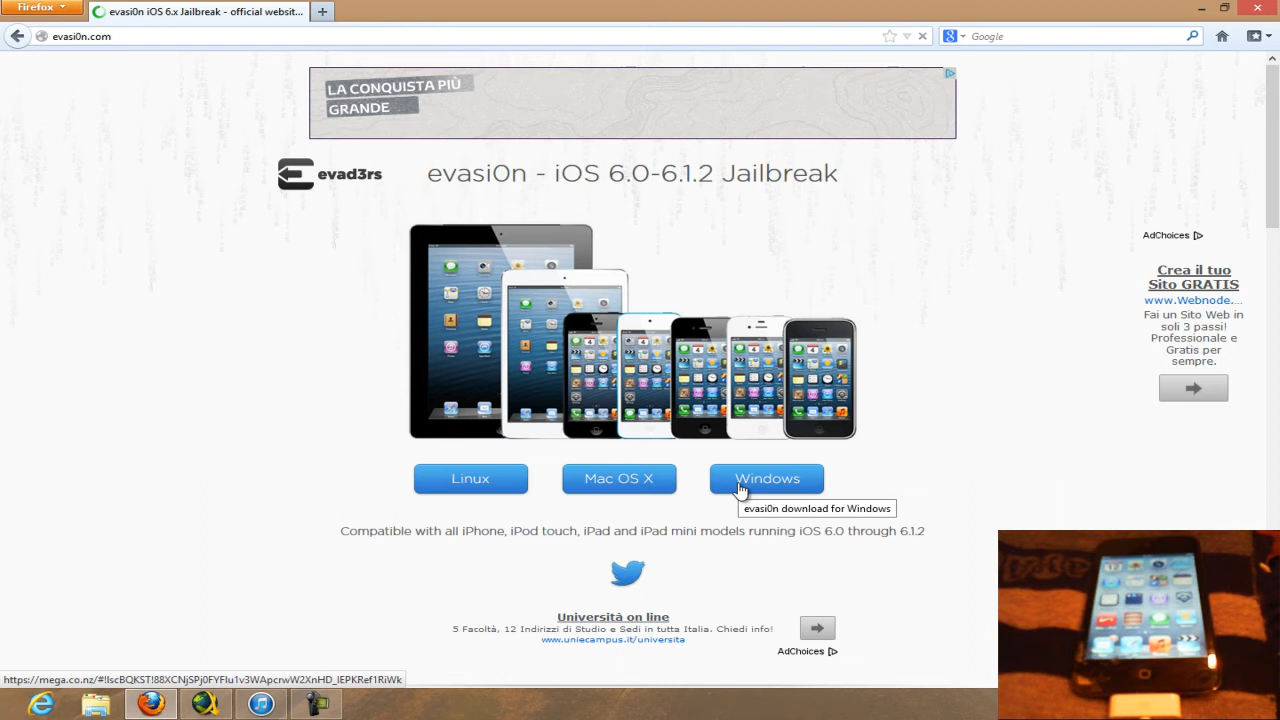 Firefox
evasi0n iOS 6.x Jailbreak - official websit...
evasi0n.com
Google
LA CONQUISTA PIÙ
GRANDE
evad3rs
evasi0n - iOS 6.0-6.1.2 Jailbreak
AdChoices
Crea il tuo
Sito GRATIS
www.Webnode....
Fai un Sito Web in
soli 3 passi!
Professionale e
Gratis per
sempre.
Linux
Mac OS X
Windows
evasi0n download for Windows
Compatible with all iPhone, iPod touch, iPad and iPad mini models running iOS 6.0 through 6.1.2
Università on line
5 Facoltà, 12 Indirizzi di Studio e Sedi in tutta Italia. Chiedi info!
www.uniecampus.it/universita
AdChoices
https://mega.co.nz/#!lscBQKST!88XCNjSPj0FYFlu1v3WApcrwW2XnHD_lEPKRef1RiWk